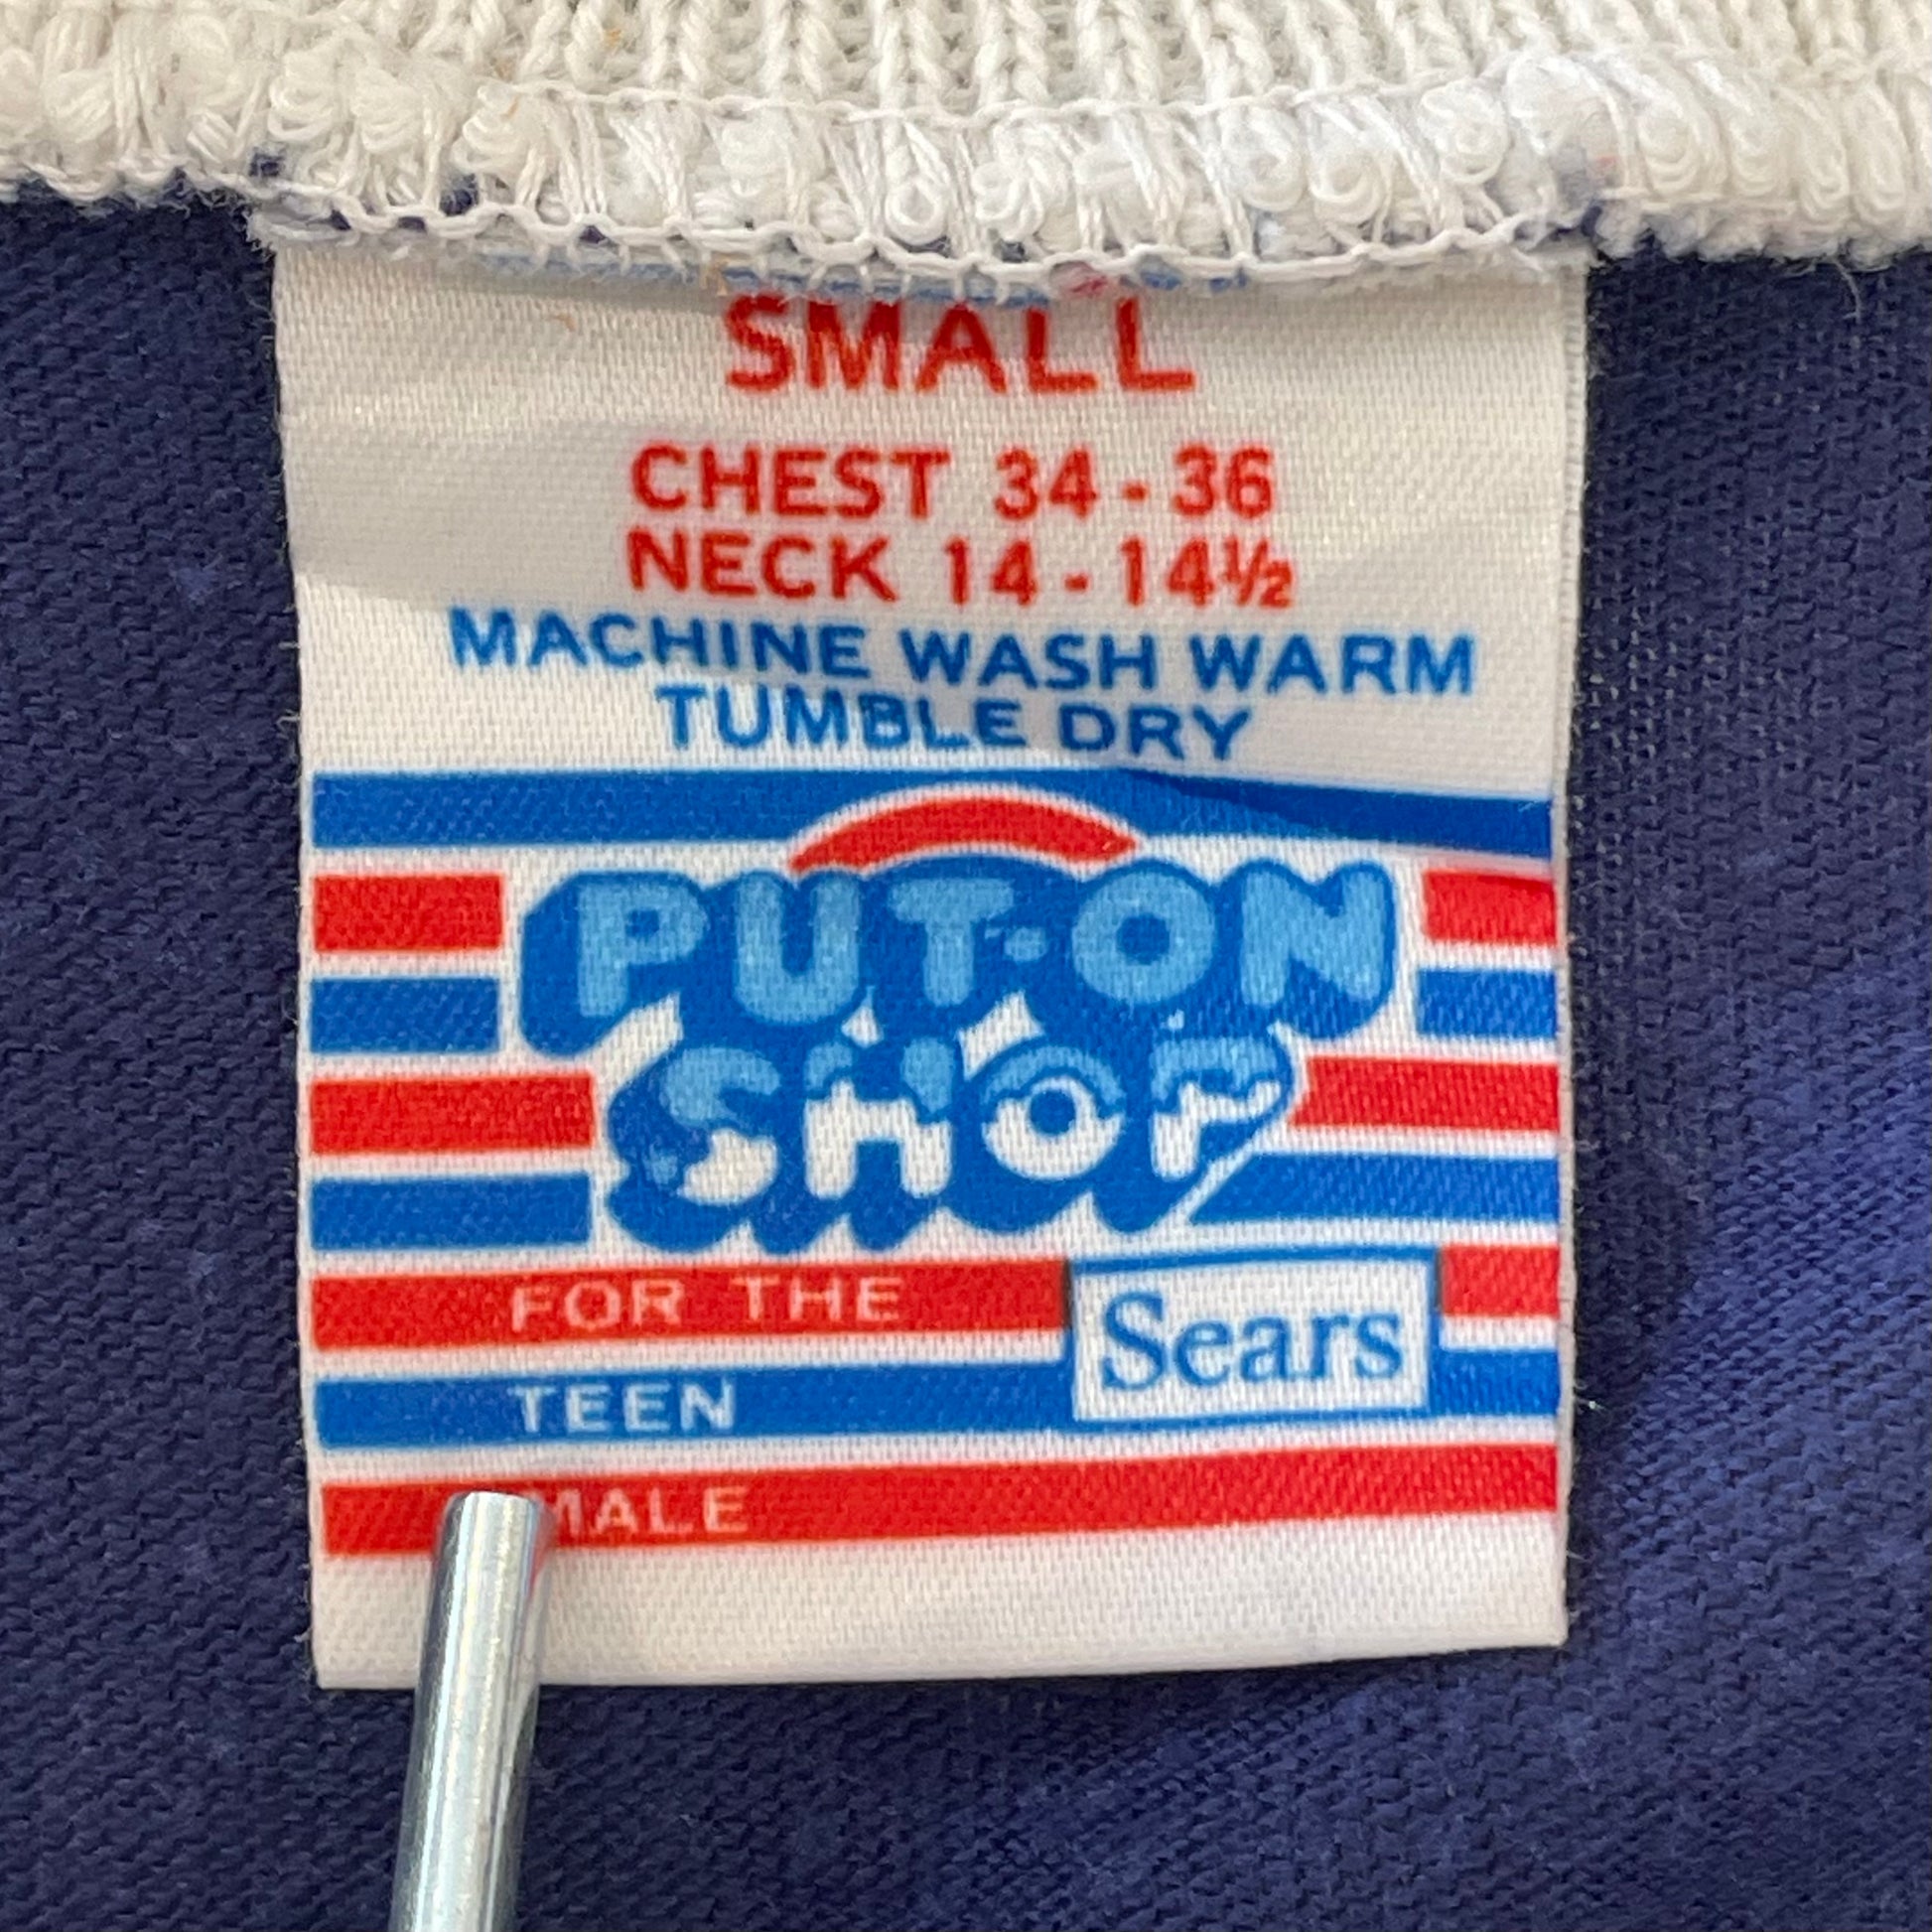 SMALL
CHEST 34 - 36
NECK 14 - 14½
MACHINE WASH WARM
TUMBLE DRY
PUT·ON
SHOP
FOR THE
Sears
TEEN
MALE